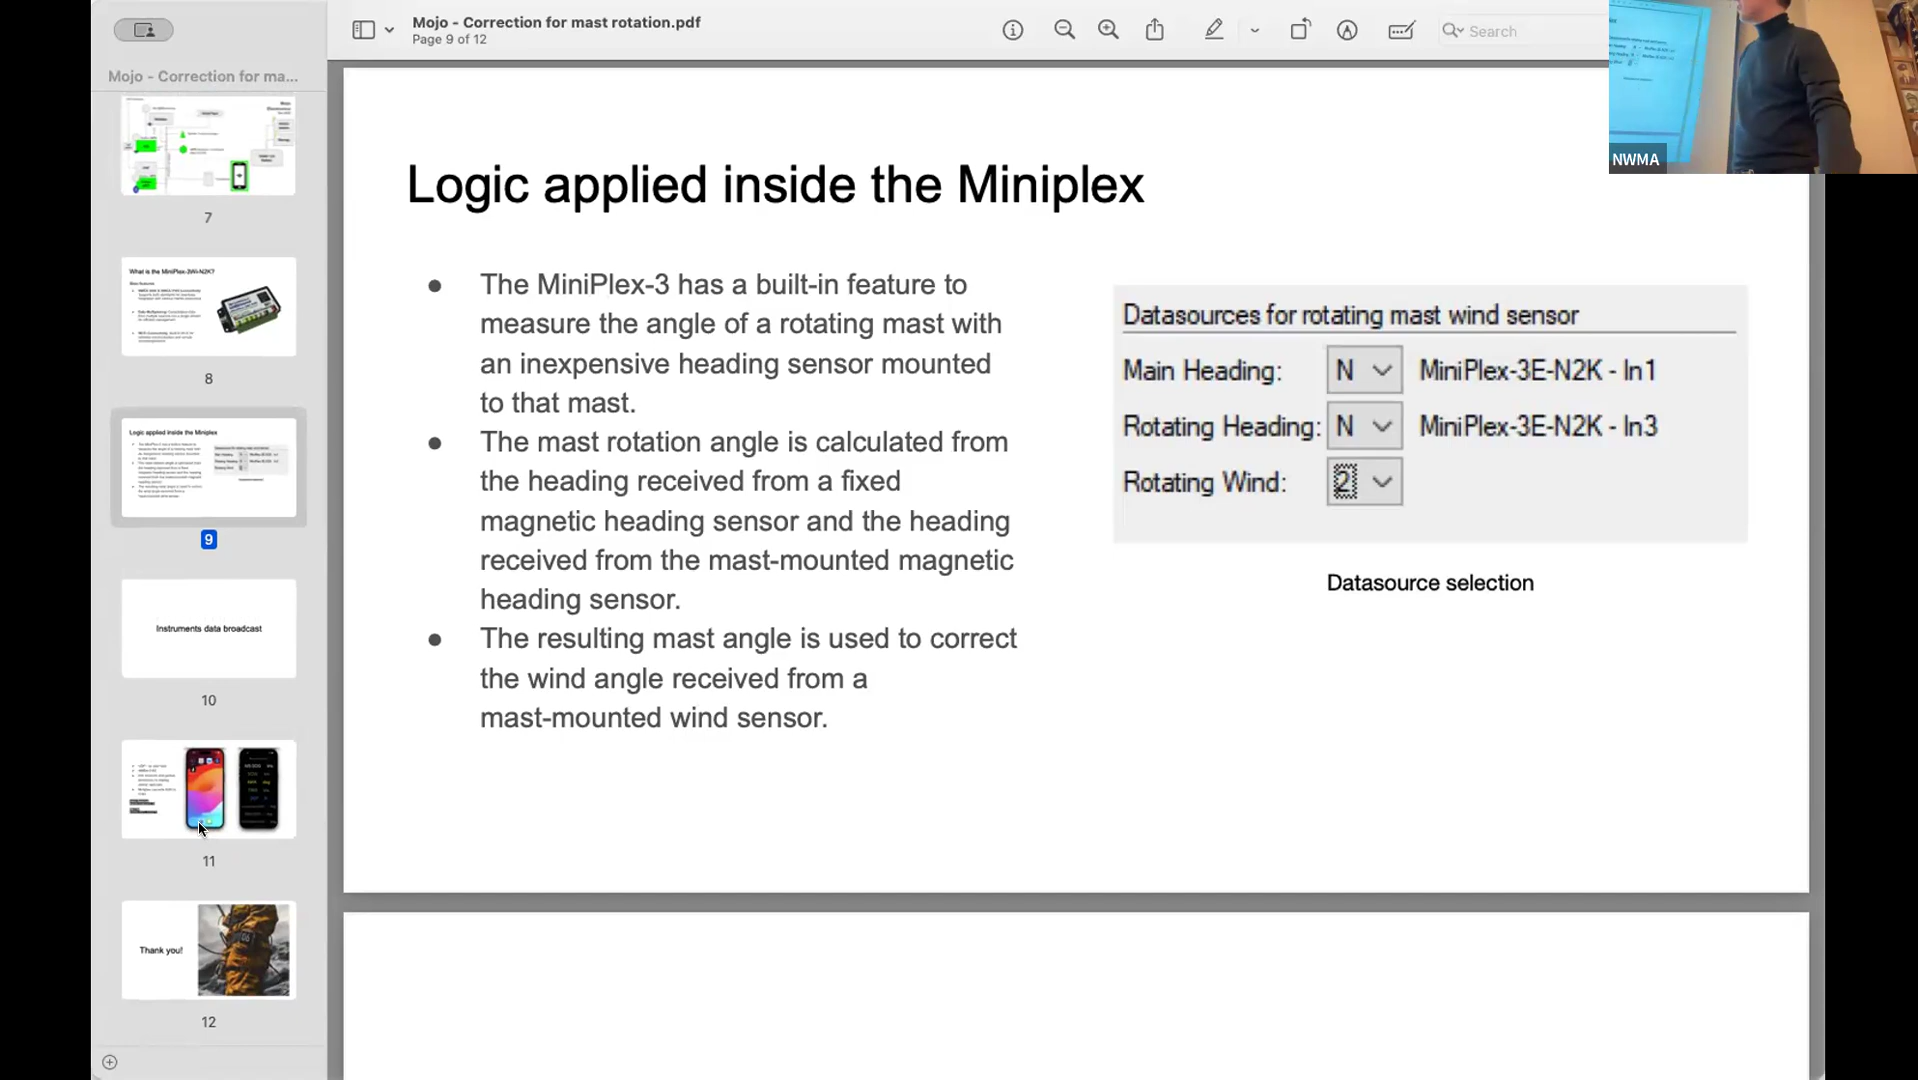 Mojo - Correction for mast rotation.pdf
Page 9 of 12
Search
NWMA
Mojo - Correction for ma...
7
What is the MiniPlex-3Wi-N2K?
8
Logic applied inside the Miniplex
9
Instruments data broadcast
10
11
Thank you!
12
Logic applied inside the Miniplex
● The MiniPlex-3 has a built-in feature to
measure the angle of a rotating mast with
an inexpensive heading sensor mounted
to that mast.
● The mast rotation angle is calculated from
the heading received from a fixed
magnetic heading sensor and the heading
received from the mast-mounted magnetic
heading sensor.
● The resulting mast angle is used to correct
the wind angle received from a
mast-mounted wind sensor.
Datasources for rotating mast wind sensor
Main Heading: N MiniPlex-3E-N2K - In1
Rotating Heading: N MiniPlex-3E-N2K - In3
Rotating Wind: 2
Datasource selection